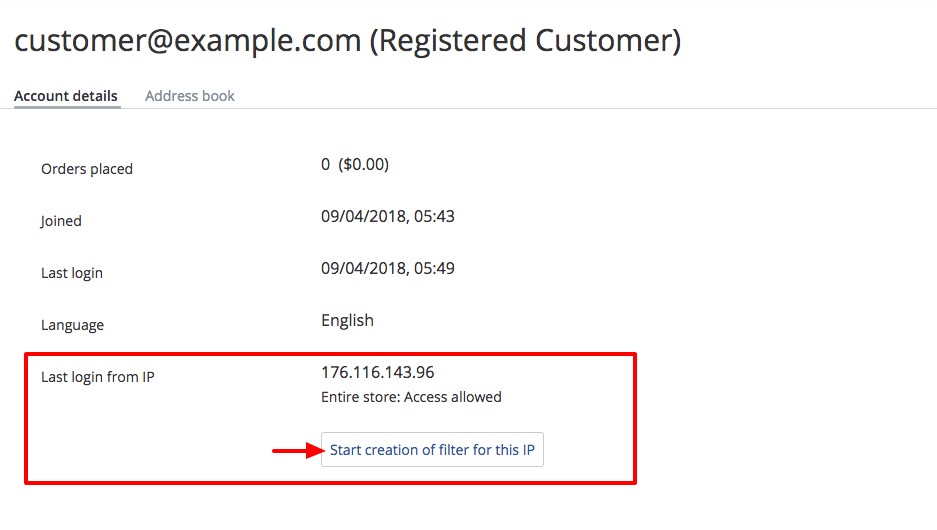 customer@example.com (Registered Customer)
Account details Address book
Orders placed 0 ($0.00)
Joined 09/04/2018, 05:43
Last login 09/04/2018, 05:49
Language English
Last login from IP 176.116.143.96
Entire store: Access allowed
Start creation of filter for this IP